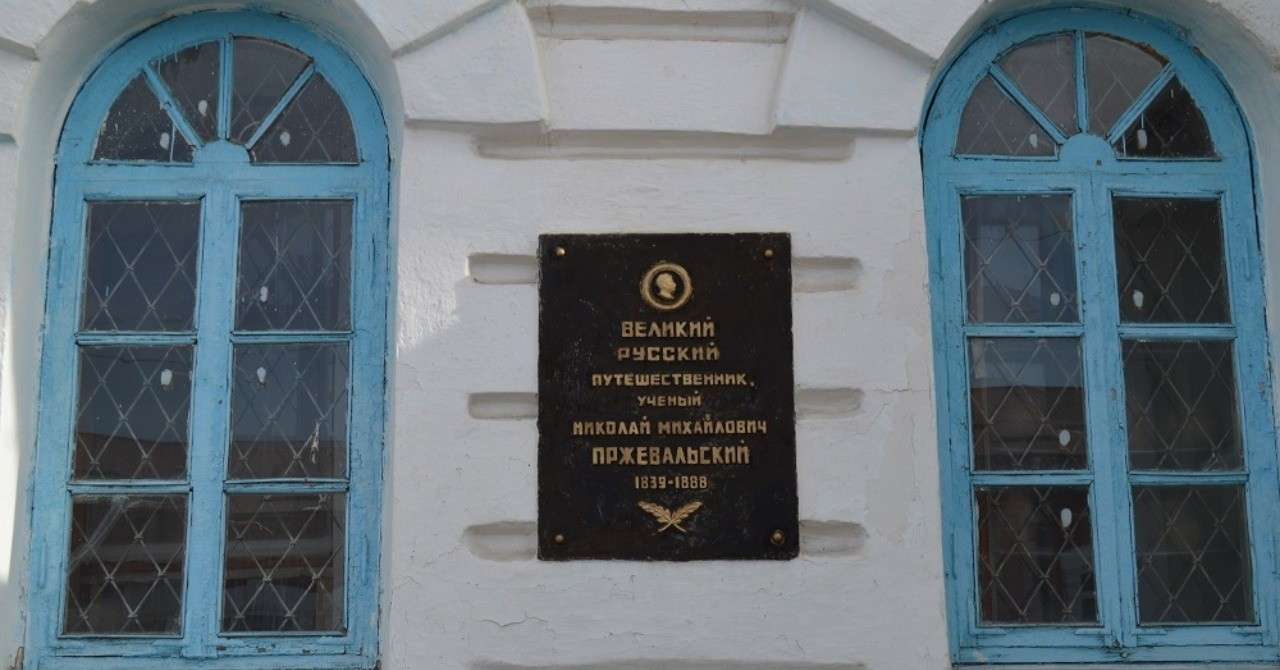 ВЕЛИКИЙ
РУССКИЙ
ПУТЕШЕСТВЕННИК,
УЧЕНЫЙ
НИКОЛАЙ МИХАЙЛОВИЧ
ПРЖЕВАЛЬСКИЙ
1839-1888